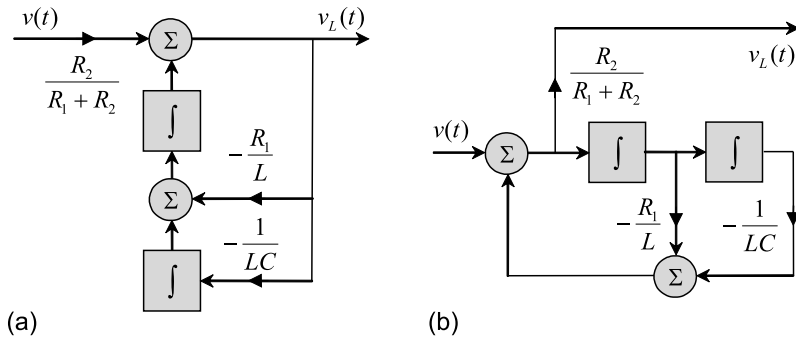 v(t)
v_L(t)
Σ
R_2
R_1 + R_2
∫
-R_1
L
Σ
-1
LC
∫
(a)
R_2
R_1 + R_2
v_L(t)
v(t)
Σ
∫
∫
-R_1
L
-1
LC
Σ
(b)